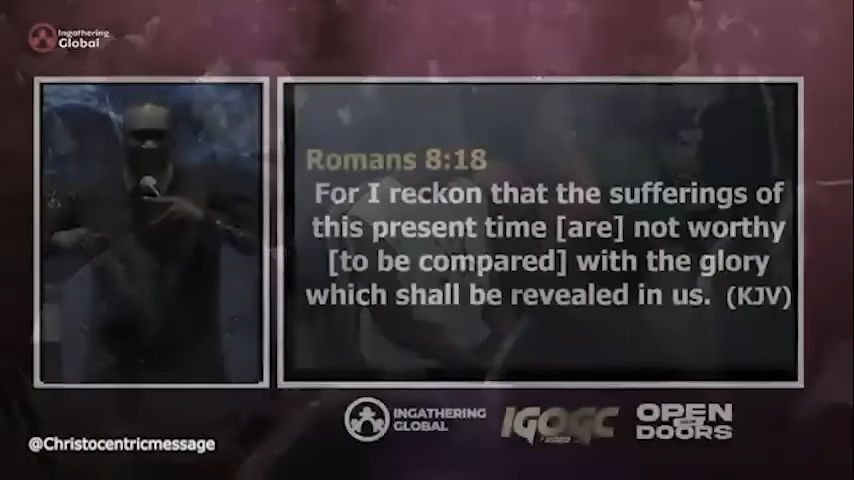 Ingathering
Global
Romans 8:18
For I reckon that the sufferings of
this present time [are] not worthy
[to be compared] with the glory
which shall be revealed in us. (KJV)
INGATHERING
GLOBAL
IGOGC
OPEN
DOORS
@Christocentricmessage